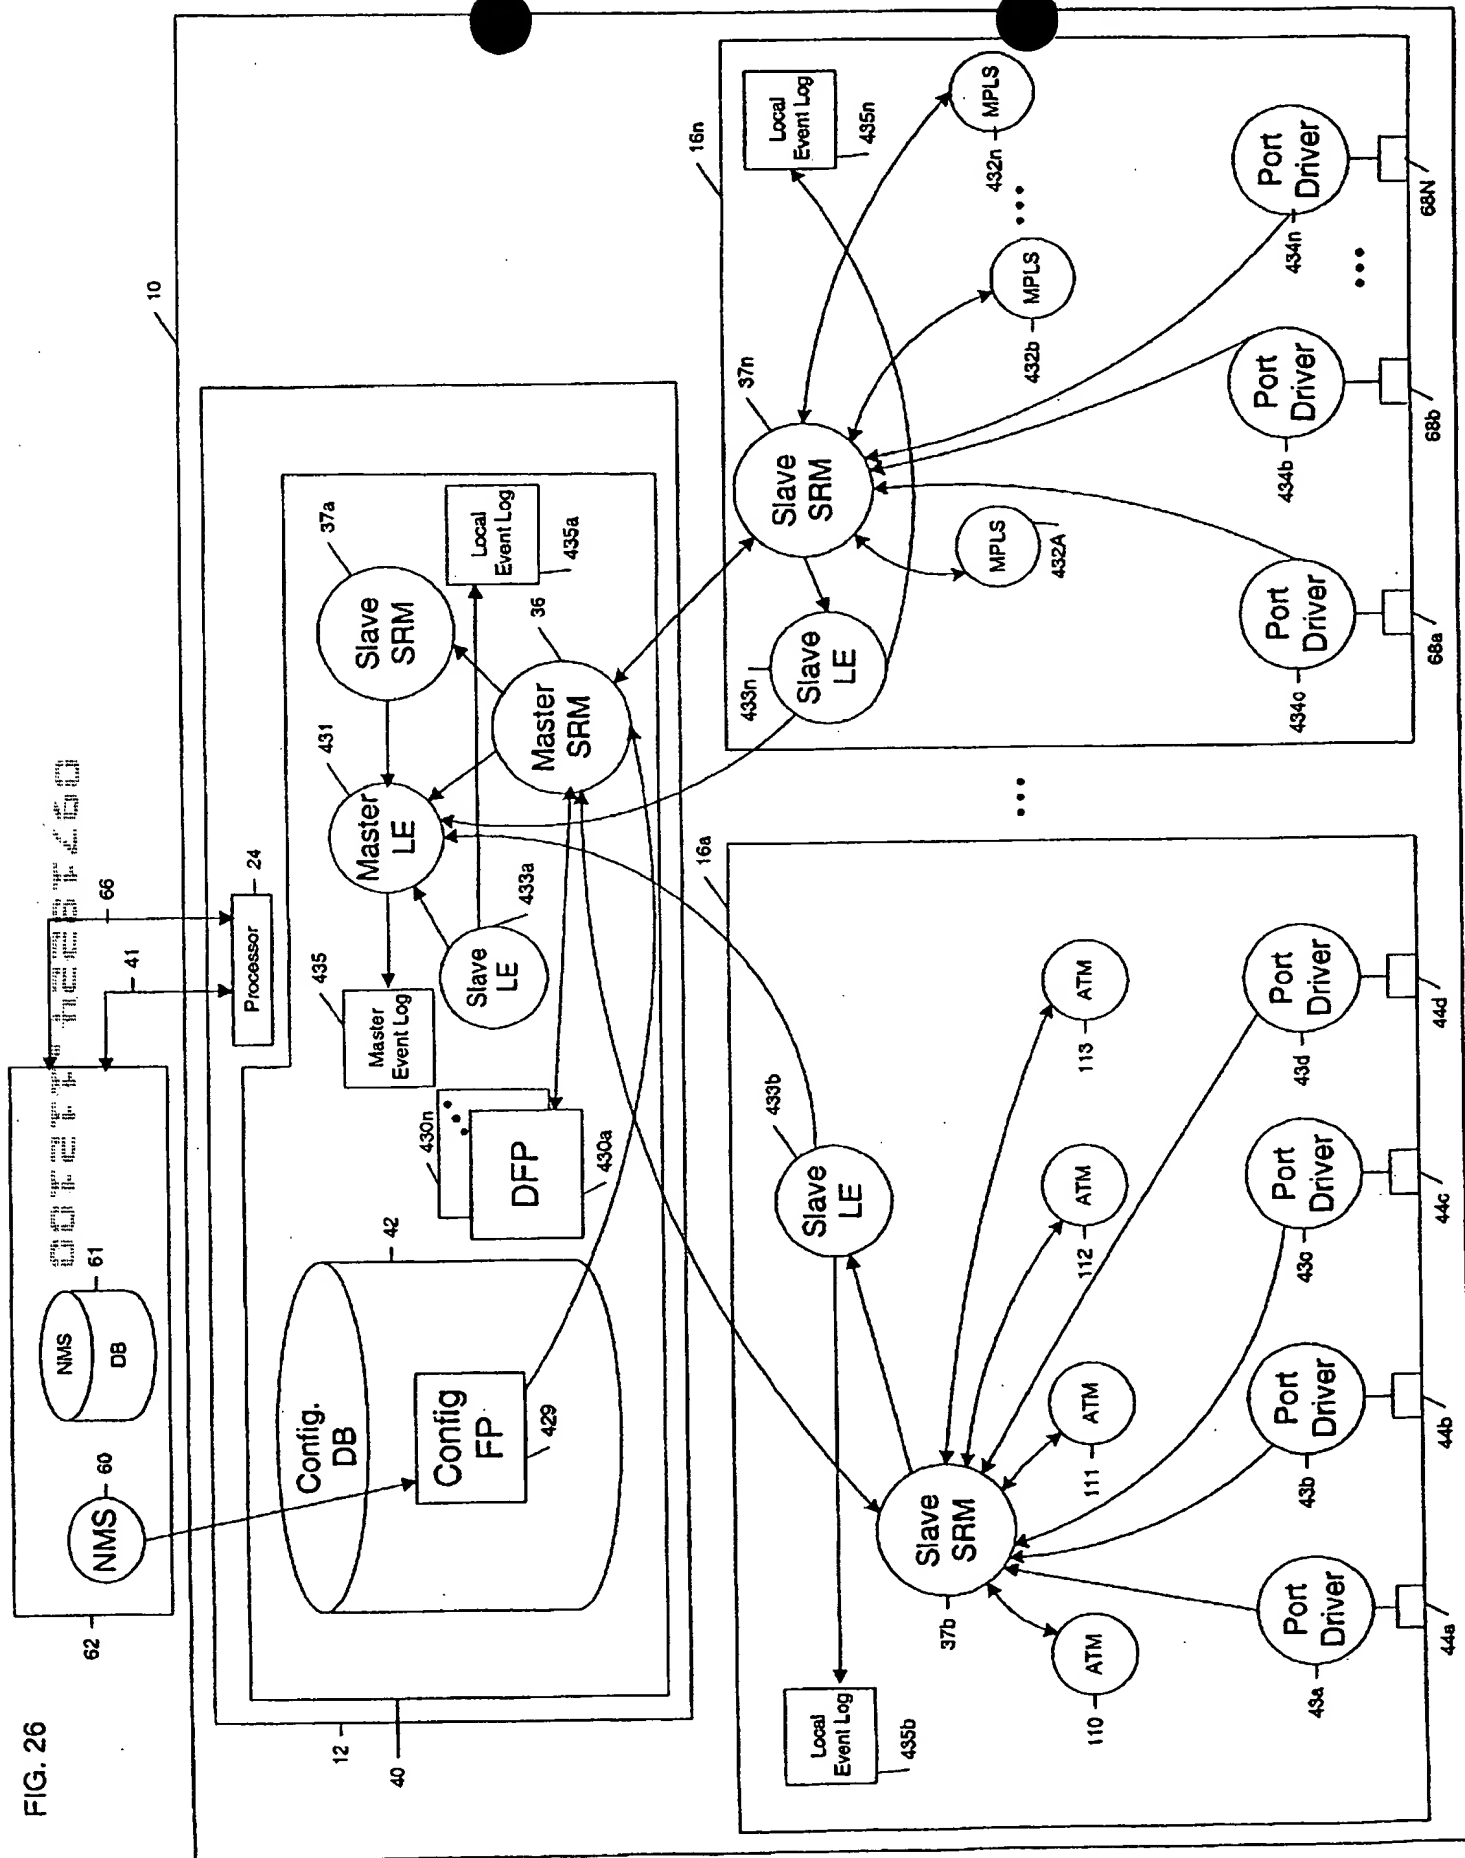 FIG. 26
62
NMS
60
NMS
DB
61
41
66
10
12
40
Processor
24
Config.
DB
42
Config
FP
429
430n
DFP
430a
435
Master
Event Log
Slave
LE
433a
431
Master
LE
37a
Slave
SRM
36
Master
SRM
Local
Event Log
435a
16a
Local
Event Log
435b
Slave
LE
433b
Slave
SRM
37b
ATM
110
ATM
111
ATM
112
ATM
113
Port
Driver
43a
44a
Port
Driver
43b
44b
Port
Driver
43c
44c
Port
Driver
43d
44d
• • •
16n
Local
Event Log
435n
37n
Slave
SRM
Slave
LE
433n
MPLS
432A
MPLS
432b
• • •
MPLS
432n
Port
Driver
434c
68a
Port
Driver
434b
68b
• • •
Port
Driver
434n
68N